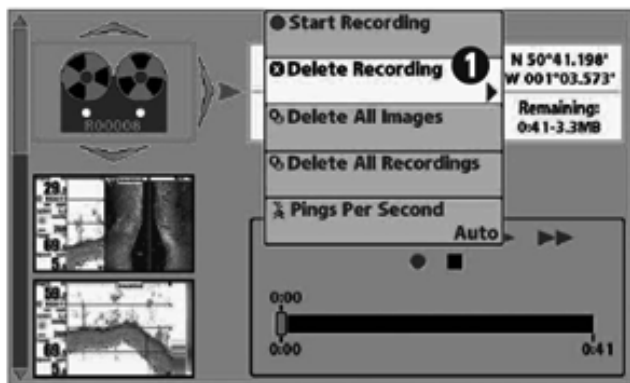 Start Recording
Delete Recording 1
Delete All Images
Delete All Recordings
Pings Per Second
Auto
N 50°41.198'
W 001°03.573'
Remaining:
0:41-3.3MB
R00008
0:00
0:00
0:41